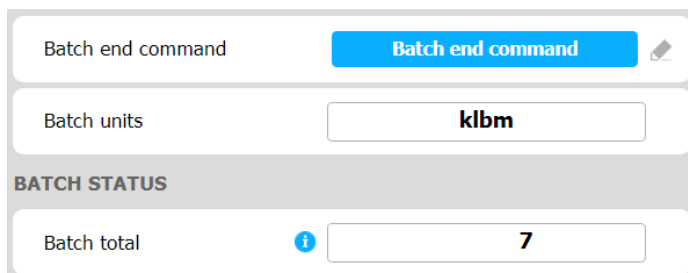 Batch end command Batch end command
Batch units klbm
BATCH STATUS
Batch total i 7